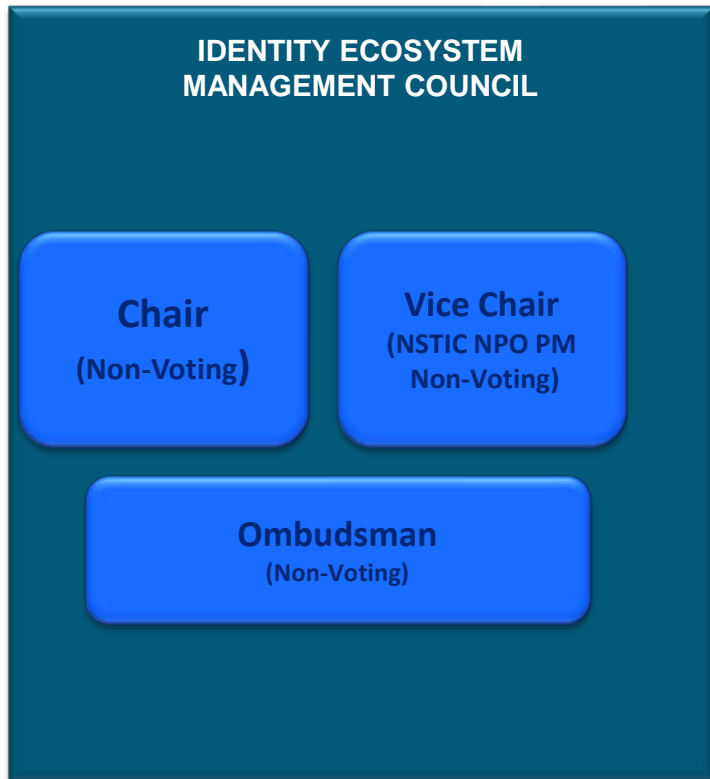 IDENTITY ECOSYSTEM
MANAGEMENT COUNCIL
Chair
(Non-Voting)
Vice Chair
(NSTIC NPO PM
Non-Voting)
Ombudsman
(Non-Voting)